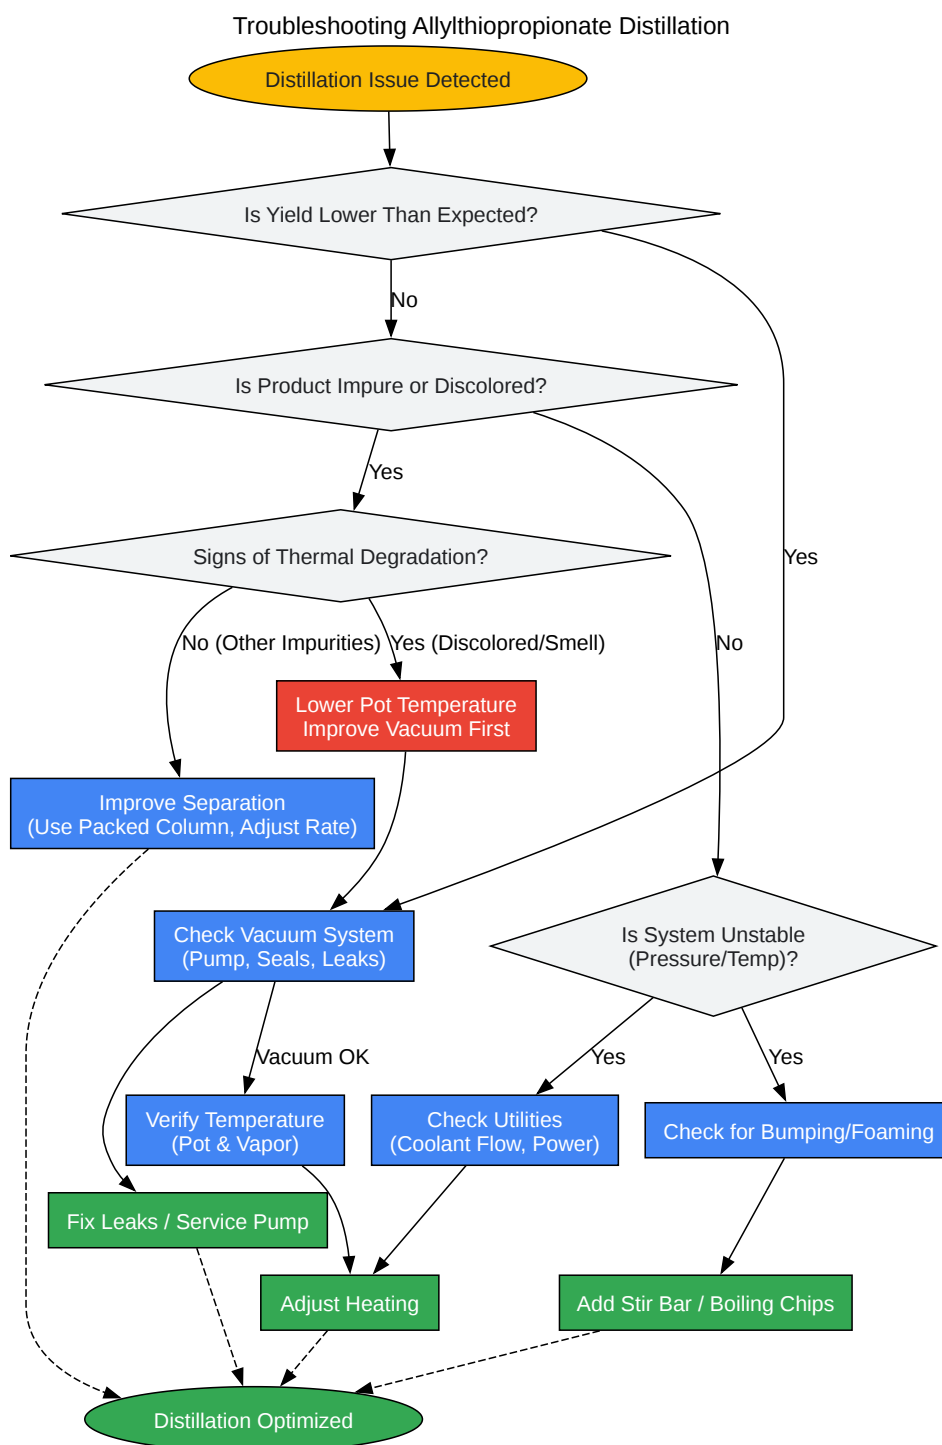 Troubleshooting Allylthiopropionate Distillation
Distillation Issue Detected
Is Yield Lower Than Expected?
No
Is Product Impure or Discolored?
Yes
Signs of Thermal Degradation?
Yes
No (Other Impurities)
Yes (Discolored/Smell)
No
Lower Pot Temperature
Improve Vacuum First
Improve Separation
(Use Packed Column, Adjust Rate)
Check Vacuum System
(Pump, Seals, Leaks)
Is System Unstable
(Pressure/Temp)?
Vacuum OK
Yes
Yes
Verify Temperature
(Pot & Vapor)
Check Utilities
(Coolant Flow, Power)
Check for Bumping/Foaming
Fix Leaks / Service Pump
Adjust Heating
Add Stir Bar / Boiling Chips
Distillation Optimized